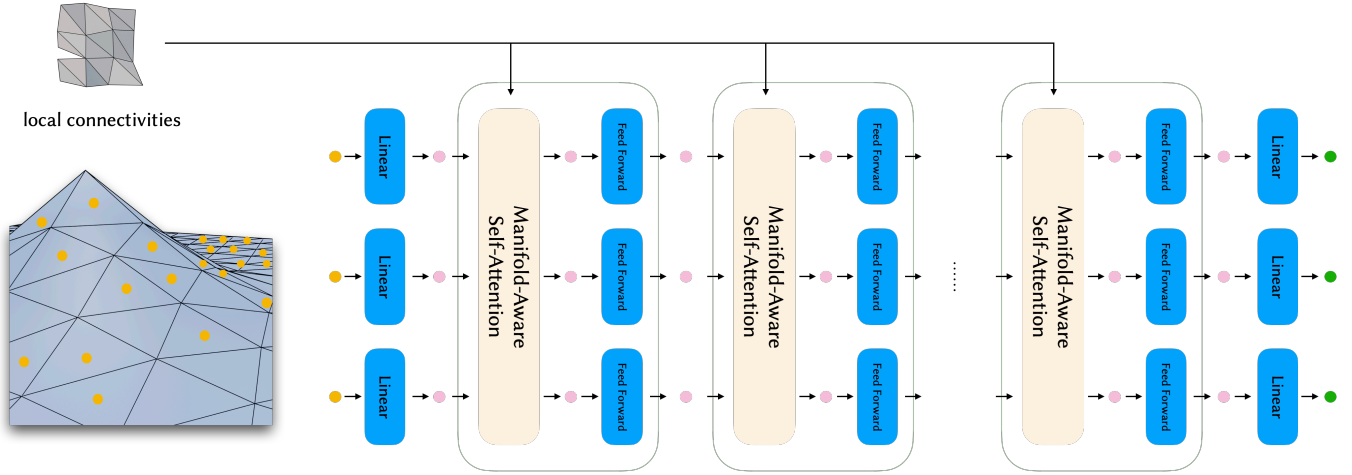 local connectivities
Linear
Linear
Linear
Manifold-Aware
Self-Attention
Feed Forward
Feed Forward
Feed Forward
Manifold-Aware
Self-Attention
Feed Forward
Feed Forward
Feed Forward
......
Manifold-Aware
Self-Attention
Feed Forward
Feed Forward
Feed Forward
Linear
Linear
Linear